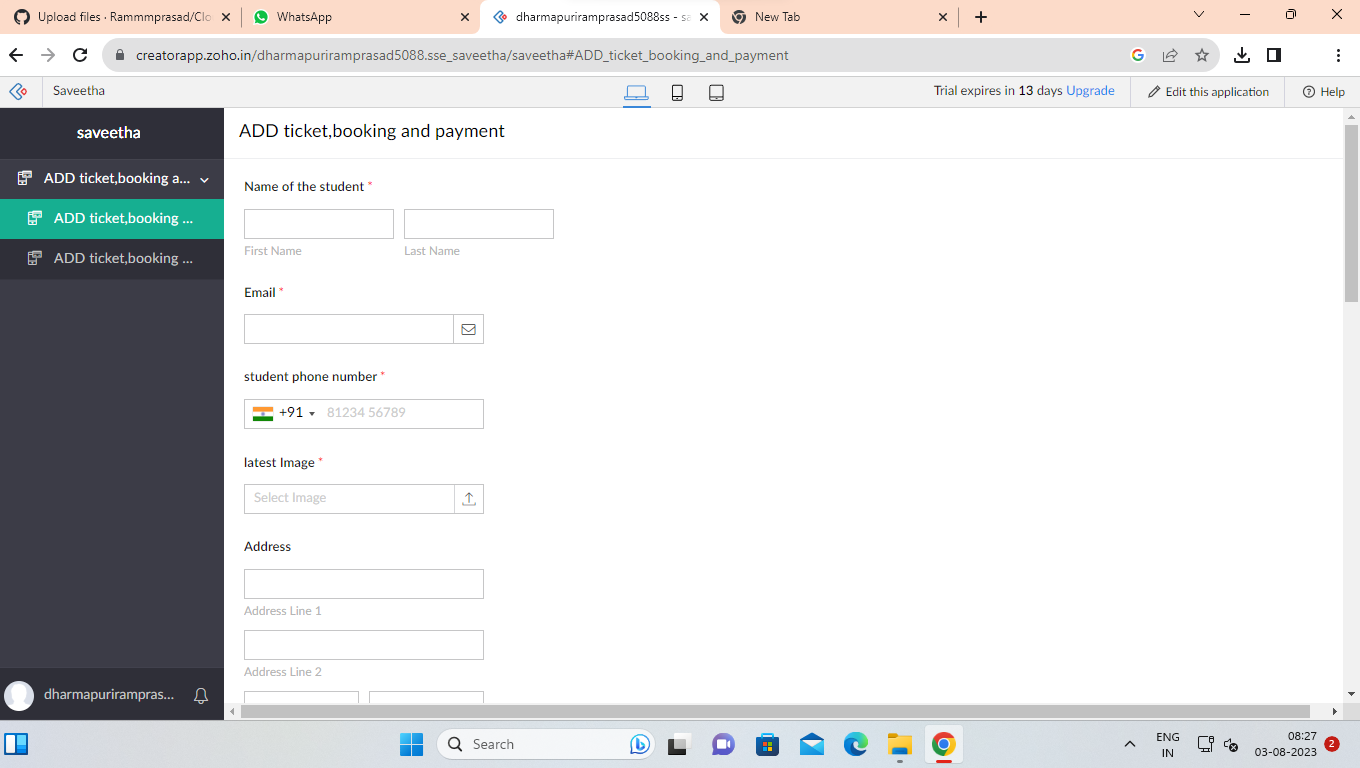 Upload files · Rammmprasad/Clo
WhatsApp
dharmapuriramprasad5088ss - sa
New Tab
creatorapp.zoho.in/dharmapuriramprasad5088.sse_saveetha/saveetha#ADD_ticket_booking_and_payment
Saveetha
Trial expires in 13 days Upgrade
Edit this application
Help
saveetha
ADD ticket,booking a...
ADD ticket,booking ...
ADD ticket,booking ...
dharmapurirampras...
ADD ticket,booking and payment
Name of the student *
First Name
Last Name
Email *
student phone number *
+91
81234 56789
latest Image *
Select Image
Address
Address Line 1
Address Line 2
Search
ENG
IN
08:27
03-08-2023
2